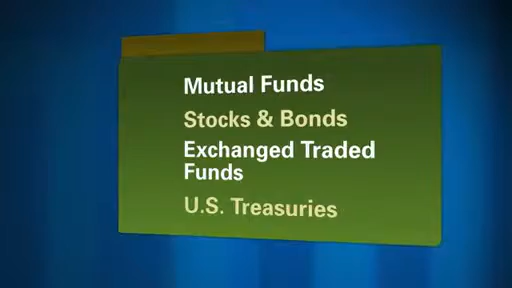 Mutual Funds
Stocks & Bonds
Exchanged Traded
Funds
U.S. Treasuries